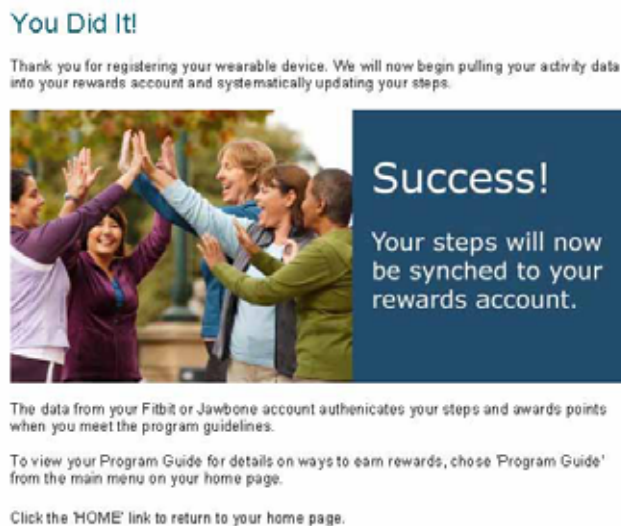 You Did It!
Thank you for registering your wearable device. We will now begin pulling your activity data
into your rewards account and systematically updating your steps.
Success!
Your steps will now
be synched to your
rewards account.
The data from your Fitbit or Jawbone account authenicates your steps and awards points
when you meet the program guidelines.
To view your Program Guide for details on ways to earn rewards, chose 'Program Guide'
from the main menu on your home page.
Click the 'HOME' link to return to your home page.